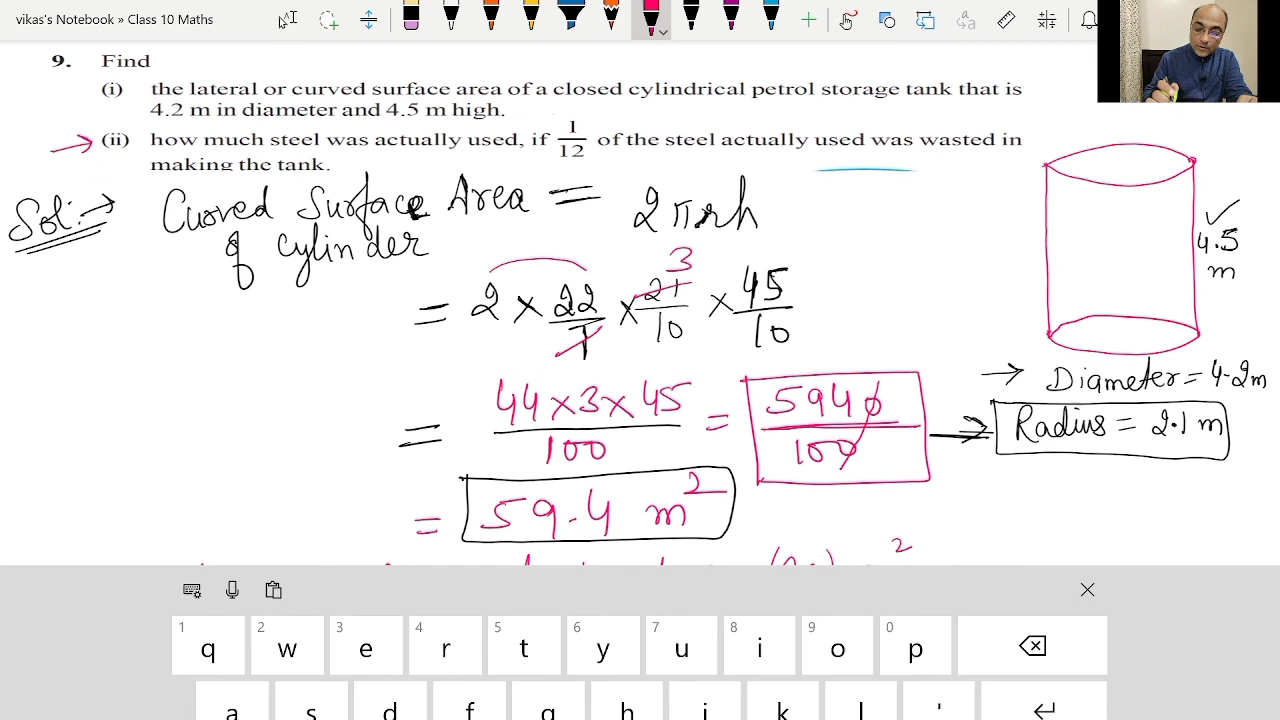 vikas's Notebook » Class 10 Maths
9. Find
(i) the lateral or curved surface area of a closed cylindrical petrol storage tank that is
4.2 m in diameter and 4.5 m high.
(ii) how much steel was actually used, if 1/12 of the steel actually used was wasted in
making the tank.
Sol:→ Curved Surface Area = 2πrh
of cylinder
3
= 2 × 22/7 × 21/10 × 45/10
4.5
m
→ Diameter = 4.2m
= 44×3×45/100 = 5940/100
→ Radius = 2.1 m
= 59.4 m²
2
1 2 3 4 5 6 7 8 9 0
q w e r t y u i o p
a s d f g h j k l '